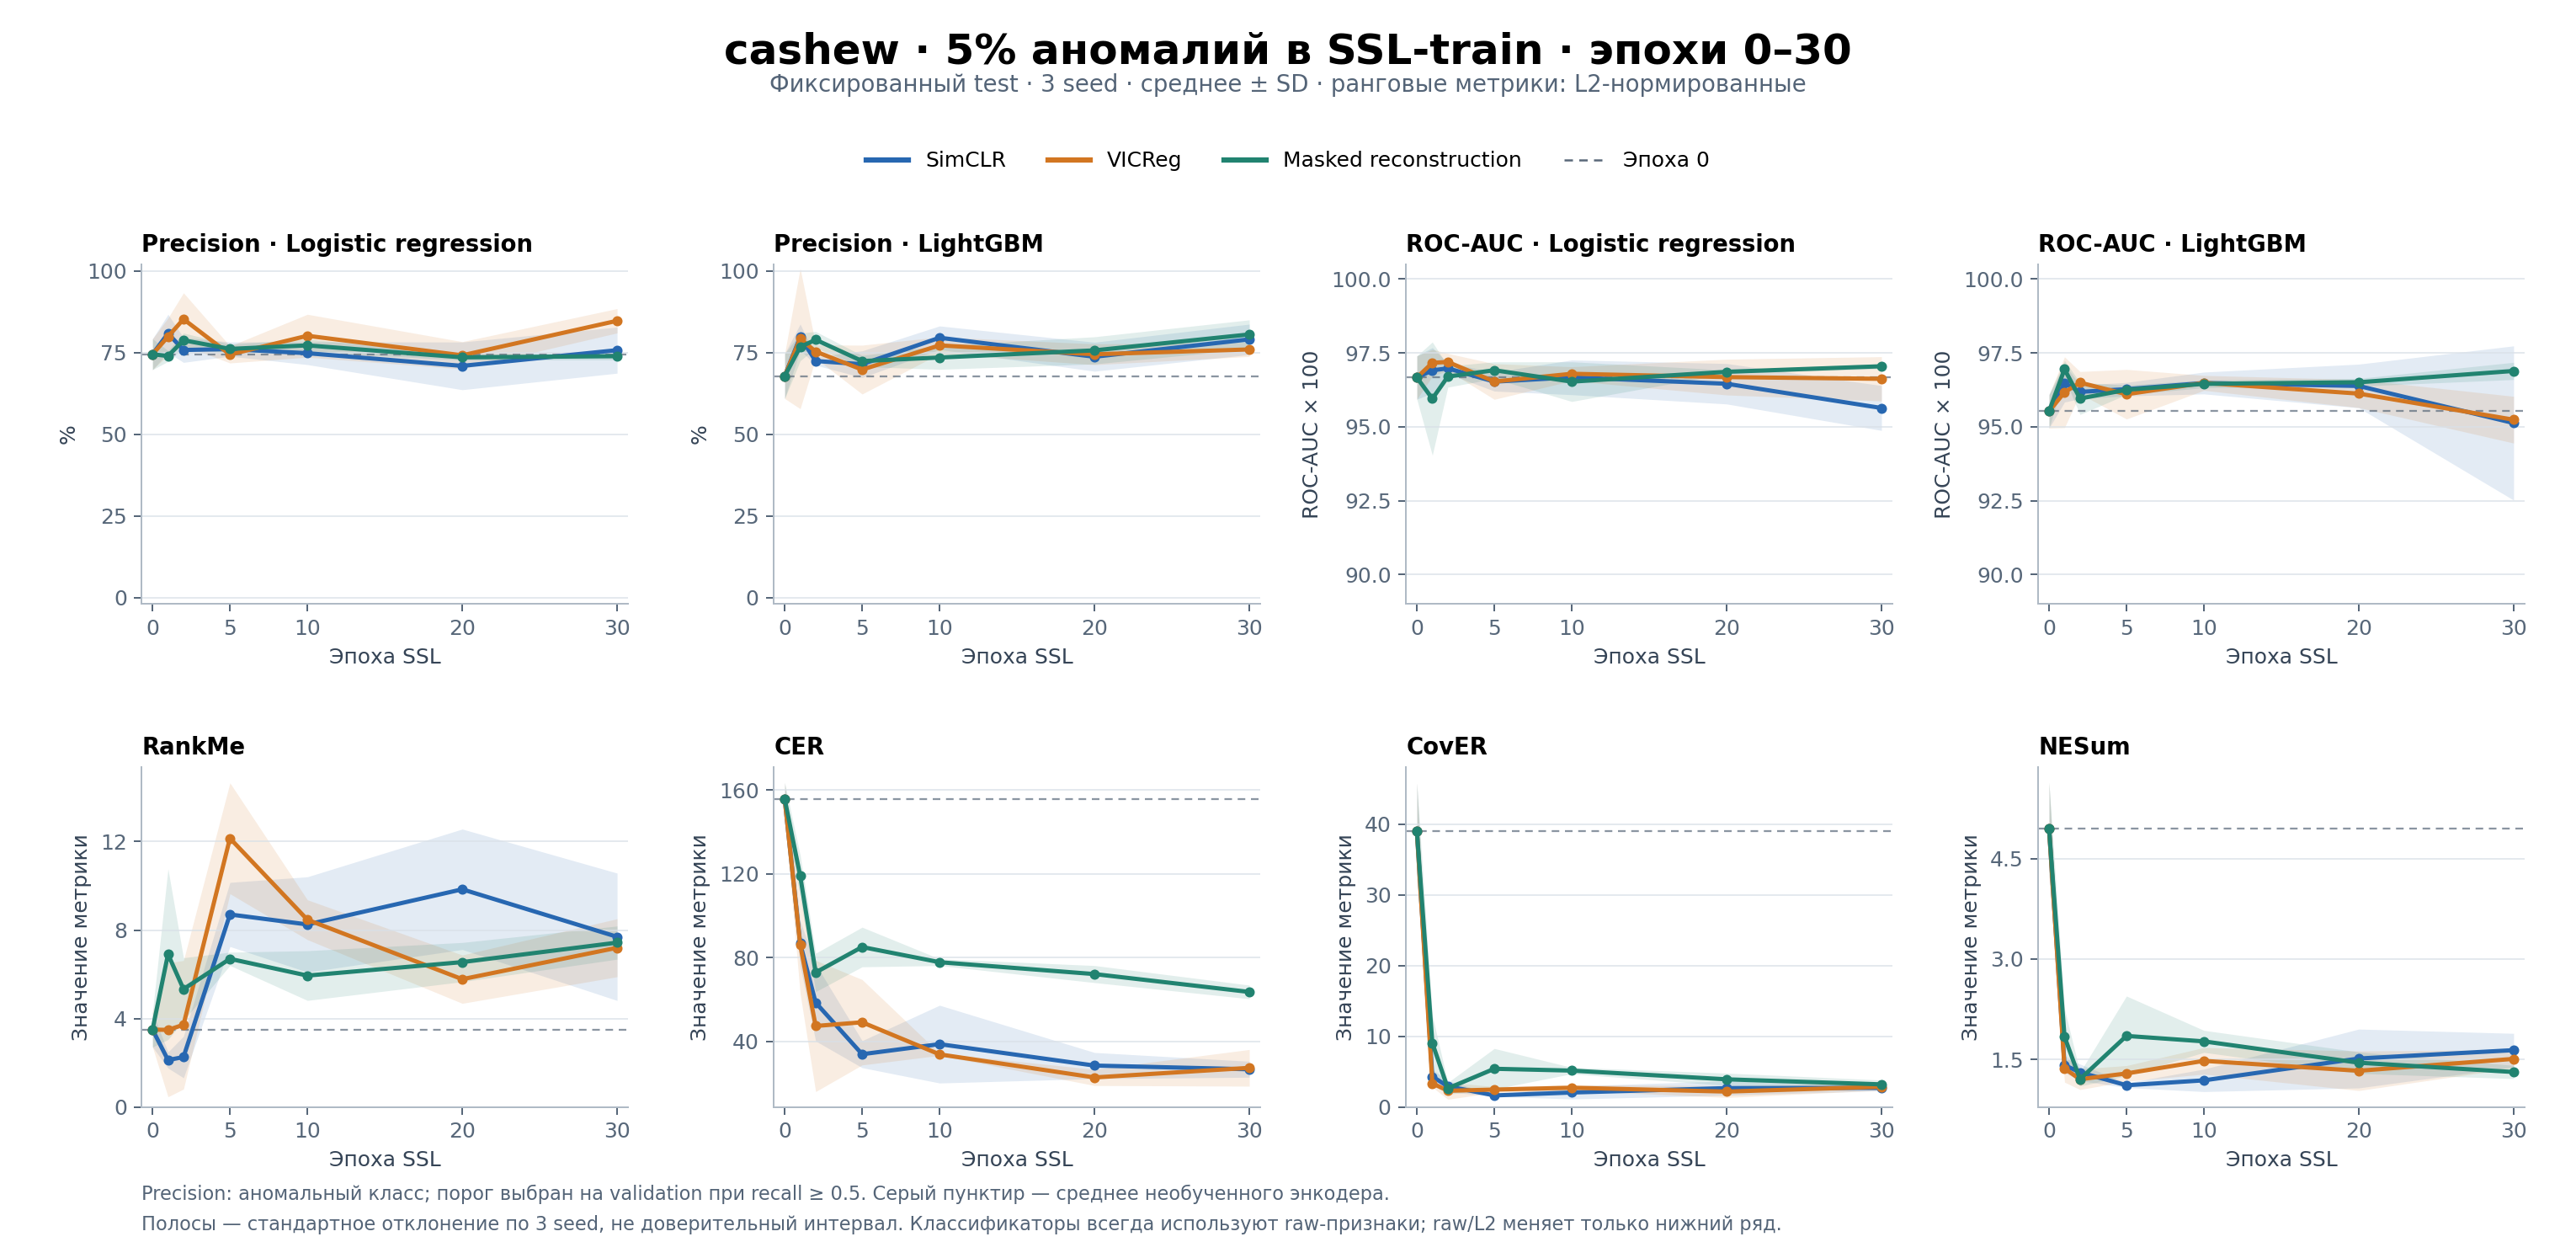 cashew · 5% аномалий в SSL-train · эпохи 0–30
Фиксированный test · 3 seed · среднее ± SD · ранговые метрики: L2-нормированные
SimCLR VICReg Masked reconstruction Эпоха 0
Precision · Logistic regression
100
75
50
25
0
%
0 5 10 20 30
Эпоха SSL
Precision · LightGBM
100
75
50
25
0
%
0 5 10 20 30
Эпоха SSL
ROC-AUC · Logistic regression
100.0
97.5
95.0
92.5
90.0
ROC-AUC × 100
0 5 10 20 30
Эпоха SSL
ROC-AUC · LightGBM
100.0
97.5
95.0
92.5
90.0
ROC-AUC × 100
0 5 10 20 30
Эпоха SSL
RankMe
12
8
4
0
Значение метрики
0 5 10 20 30
Эпоха SSL
CER
160
120
80
40
Значение метрики
0 5 10 20 30
Эпоха SSL
CovER
40
30
20
10
0
Значение метрики
0 5 10 20 30
Эпоха SSL
NESum
4.5
3.0
1.5
Значение метрики
0 5 10 20 30
Эпоха SSL
Precision: аномальный класс; порог выбран на validation при recall ≥ 0.5. Серый пунктир — среднее необученного энкодера.
Полосы — стандартное отклонение по 3 seed, не доверительный интервал. Классификаторы всегда используют raw-признаки; raw/L2 меняет только нижний ряд.